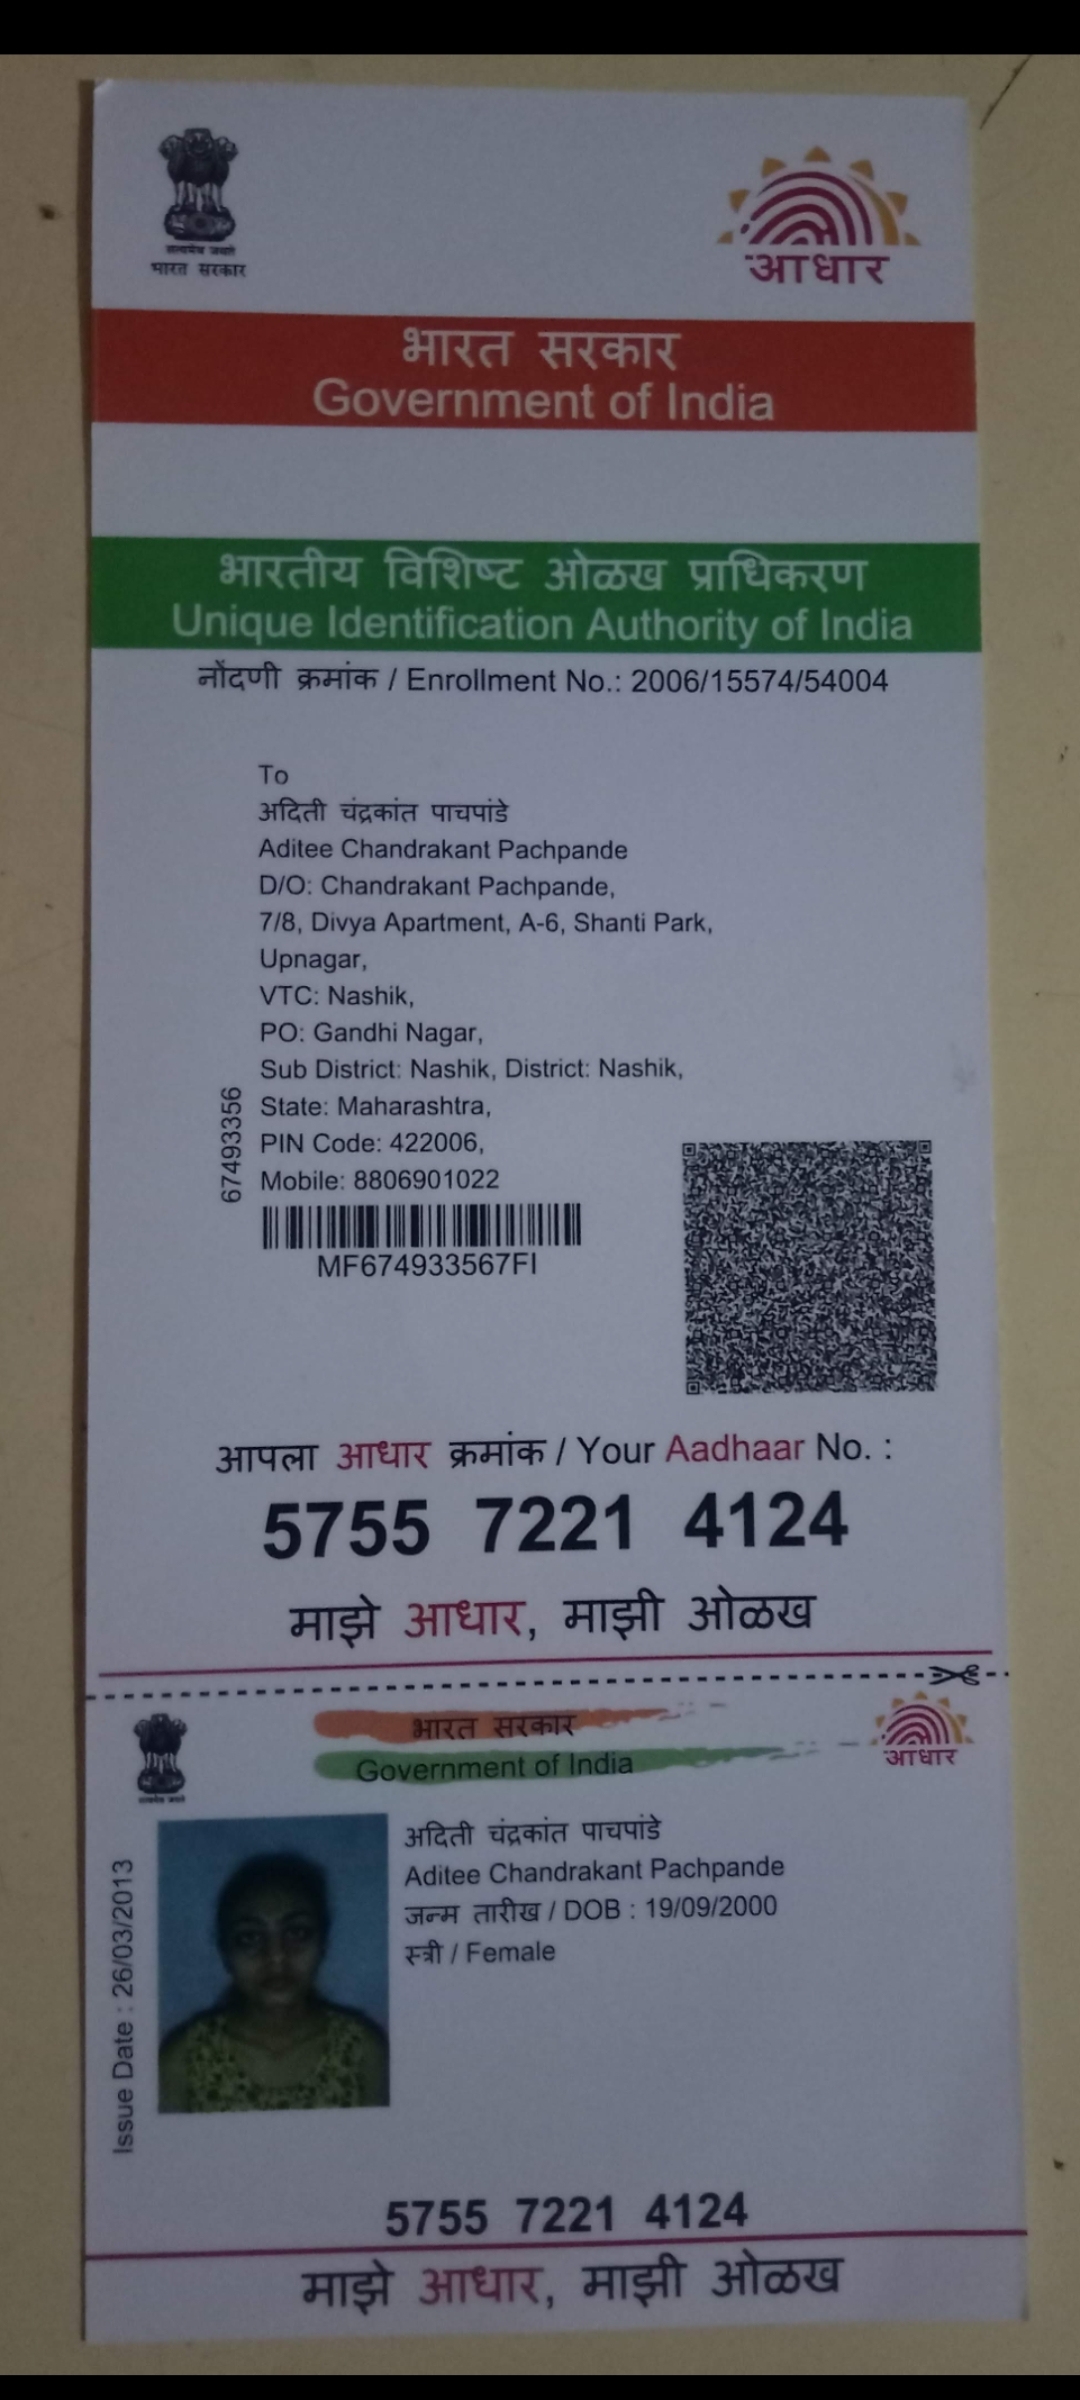 सत्यमेव जयते
भारत सरकार
आधार
भारत सरकार
Government of India
भारतीय विशिष्ट ओळख प्राधिकरण
Unique Identification Authority of India
नोंदणी क्रमांक / Enrollment No.: 2006/15574/54004
To
अदिती चंद्रकांत पाचपांडे
Aditee Chandrakant Pachpande
D/O: Chandrakant Pachpande,
7/8, Divya Apartment, A-6, Shanti Park,
Upnagar,
VTC: Nashik,
PO: Gandhi Nagar,
Sub District: Nashik, District: Nashik,
State: Maharashtra,
PIN Code: 422006,
Mobile: 8806901022
67493356
MF674933567FI
आपला आधार क्रमांक / Your Aadhaar No. :
5755 7221 4124
माझे आधार, माझी ओळख
भारत सरकार
Government of India
सत्यमेव जयते
आधार
Issue Date : 26/03/2013
अदिती चंद्रकांत पाचपांडे
Aditee Chandrakant Pachpande
जन्म तारीख / DOB : 19/09/2000
स्त्री / Female
5755 7221 4124
माझे आधार, माझी ओळख